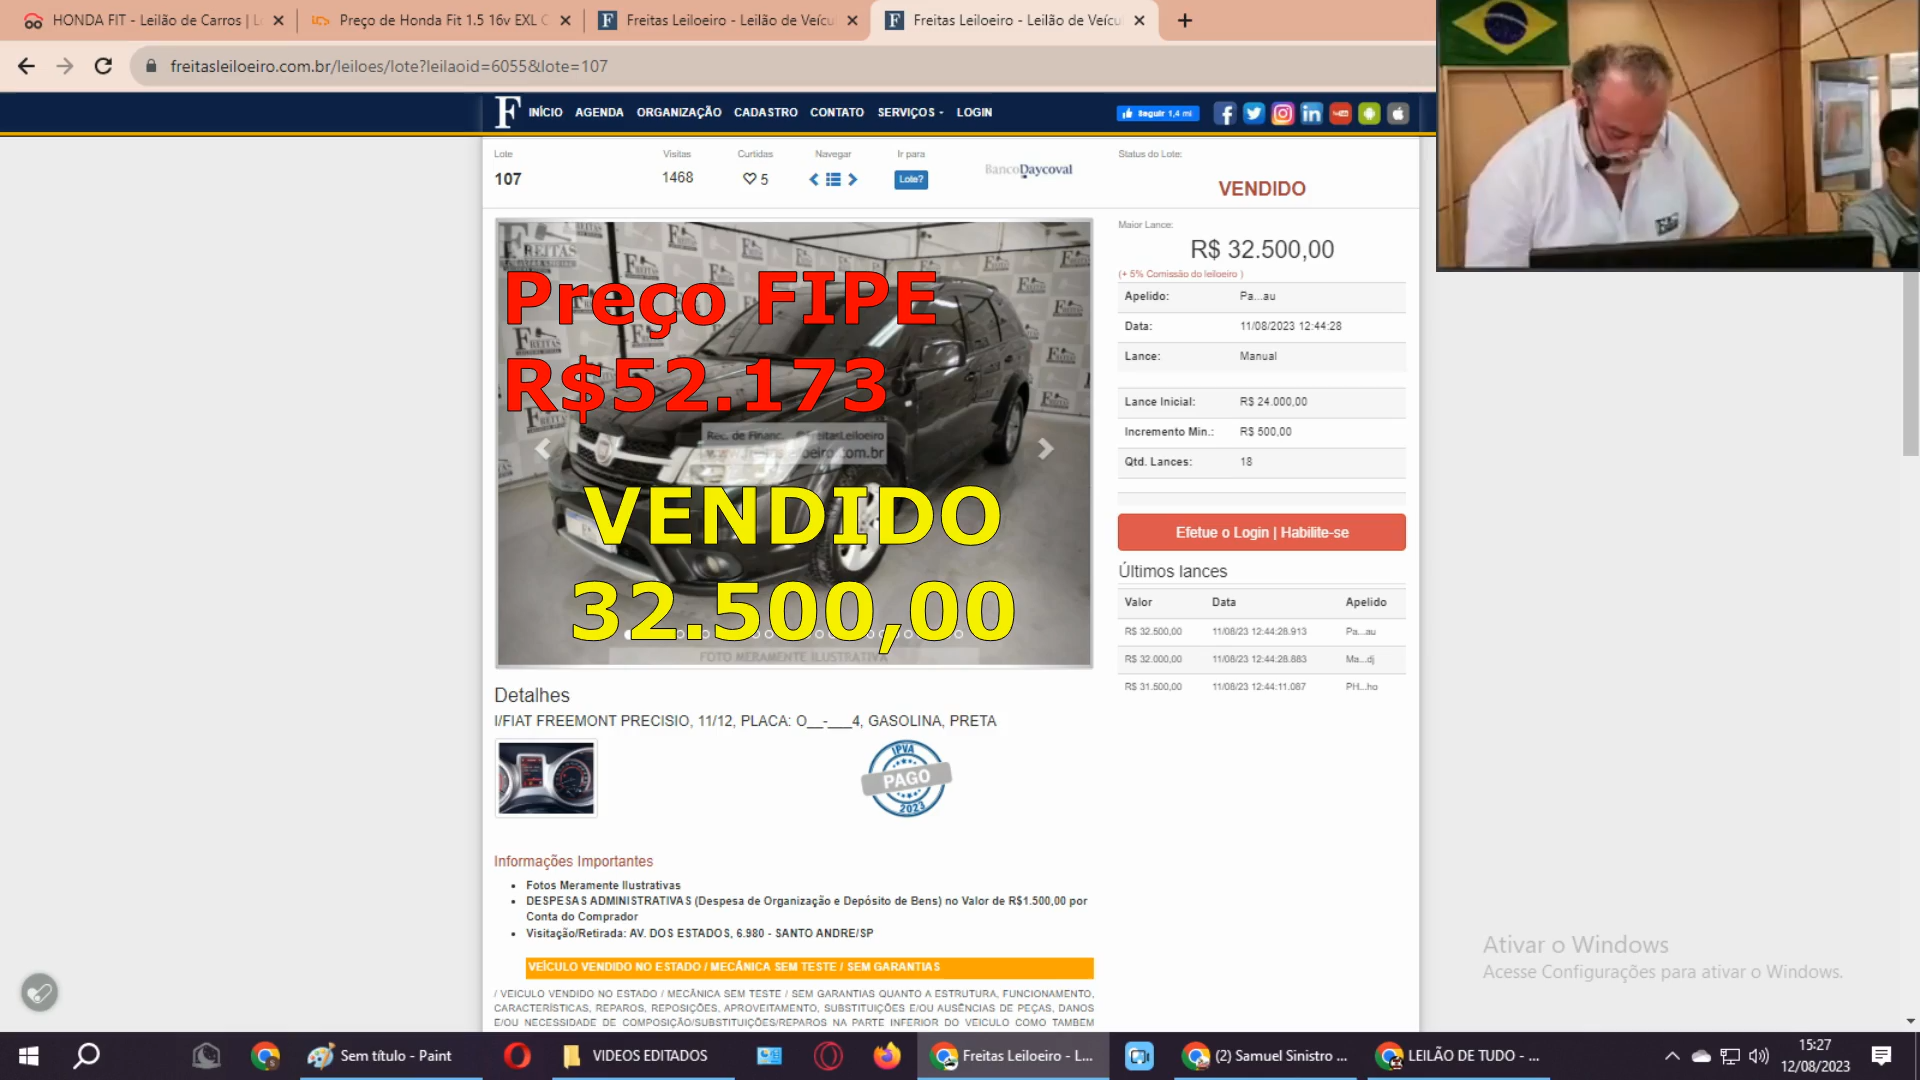 HONDA FIT - Leilão de Carros | L
Preço de Honda Fit 1.5 16v EXL C
Freitas Leiloeiro - Leilão de Veícu
Freitas Leiloeiro - Leilão de Veícu
freitasleiloeiro.com.br/leiloes/lote?leilaoid=6055&lote=107
F INÍCIO AGENDA ORGANIZAÇÃO CADASTRO CONTATO SERVIÇOS LOGIN
Seguir 1,4 mi
Lote Visitas Curtidas Navegar Ir para
107 1468 5 Lote?
BancoDaycoval
Status do Lote:
VENDIDO
Maior Lance:
R$ 32.500,00
(+ 5% Comissão do leiloeiro )
Apelido: Pa...au
Data: 11/08/2023 12:44:28
Lance: Manual
Lance Inicial: R$ 24.000,00
Incremento Min.: R$ 500,00
Qtd. Lances: 18
Efetue o Login | Habilite-se
Últimos lances
Valor Data Apelido
R$ 32.500,00 11/08/23 12:44:28.913 Pa...au
R$ 32.000,00 11/08/23 12:44:28.883 Ma...dj
R$ 31.500,00 11/08/23 12:44:11.087 PH...ho
FREITAS
Preço FIPE
R$52.173
Rec. de Financ. ©FreitasLeiloeiro
www.freitasleiloeiro.com.br
VENDIDO
32.500,00
FOTO MERAMENTE ILUSTRATIVA
Detalhes
I/FIAT FREEMONT PRECISIO, 11/12, PLACA: O__-___4, GASOLINA, PRETA
IPVA
PAGO
2023
Informações Importantes
Fotos Meramente Ilustrativas
DESPESAS ADMINISTRATIVAS (Despesa de Organização e Depósito de Bens) no Valor de R$1.500,00 por
Conta do Comprador
Visitação/Retirada: AV. DOS ESTADOS, 6.980 - SANTO ANDRE/SP
VEÍCULO VENDIDO NO ESTADO / MECÂNICA SEM TESTE / SEM GARANTIAS
/ VEICULO VENDIDO NO ESTADO / MECÂNICA SEM TESTE / SEM GARANTIAS QUANTO A ESTRUTURA, FUNCIONAMENTO,
CARACTERÍSTICAS, REPAROS, REPOSIÇÕES, APROVEITAMENTO, SUBSTITUIÇÕES E/OU AUSÊNCIAS DE PEÇAS, DANOS
E/OU NECESSIDADE DE COMPOSIÇÃO/SUBSTITUIÇÕES/REPAROS NA PARTE INFERIOR DO VEICULO COMO TAMBEM
Ativar o Windows
Acesse Configurações para ativar o Windows.
Sem título - Paint
VIDEOS EDITADOS
Freitas Leiloeiro - L...
(2) Samuel Sinistro ...
LEILÃO DE TUDO - ...
15:27
12/08/2023